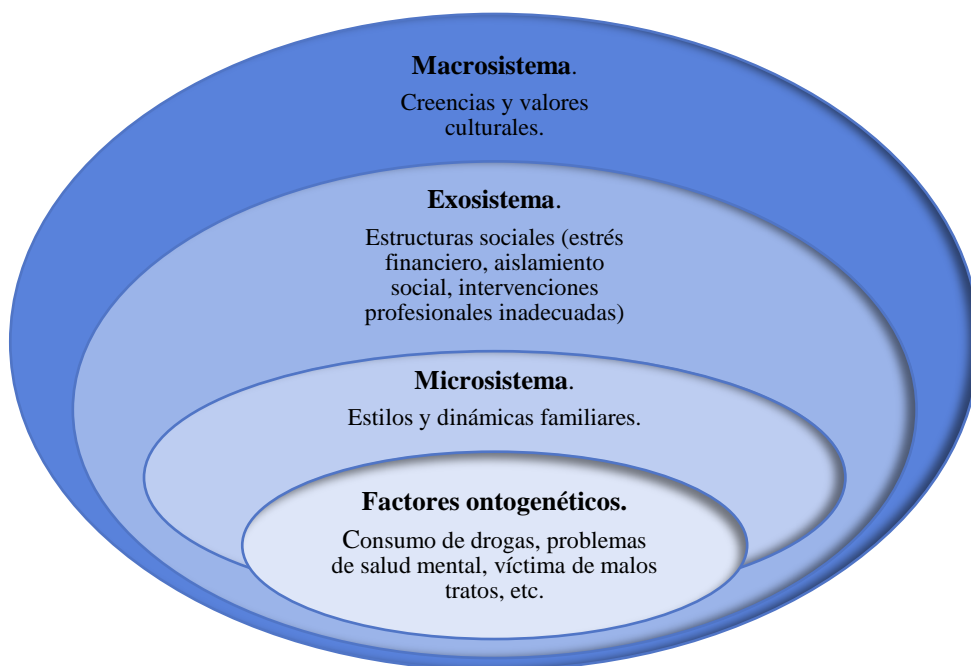 Macrosistema.
Creencias y valores
culturales.
Exosistema.
Estructuras sociales (estrés
financiero, aislamiento
social, intervenciones
profesionales inadecuadas)
Microsistema.
Estilos y dinámicas familiares.
Factores ontogenéticos.
Consumo de drogas, problemas
de salud mental, víctima de malos
tratos, etc.